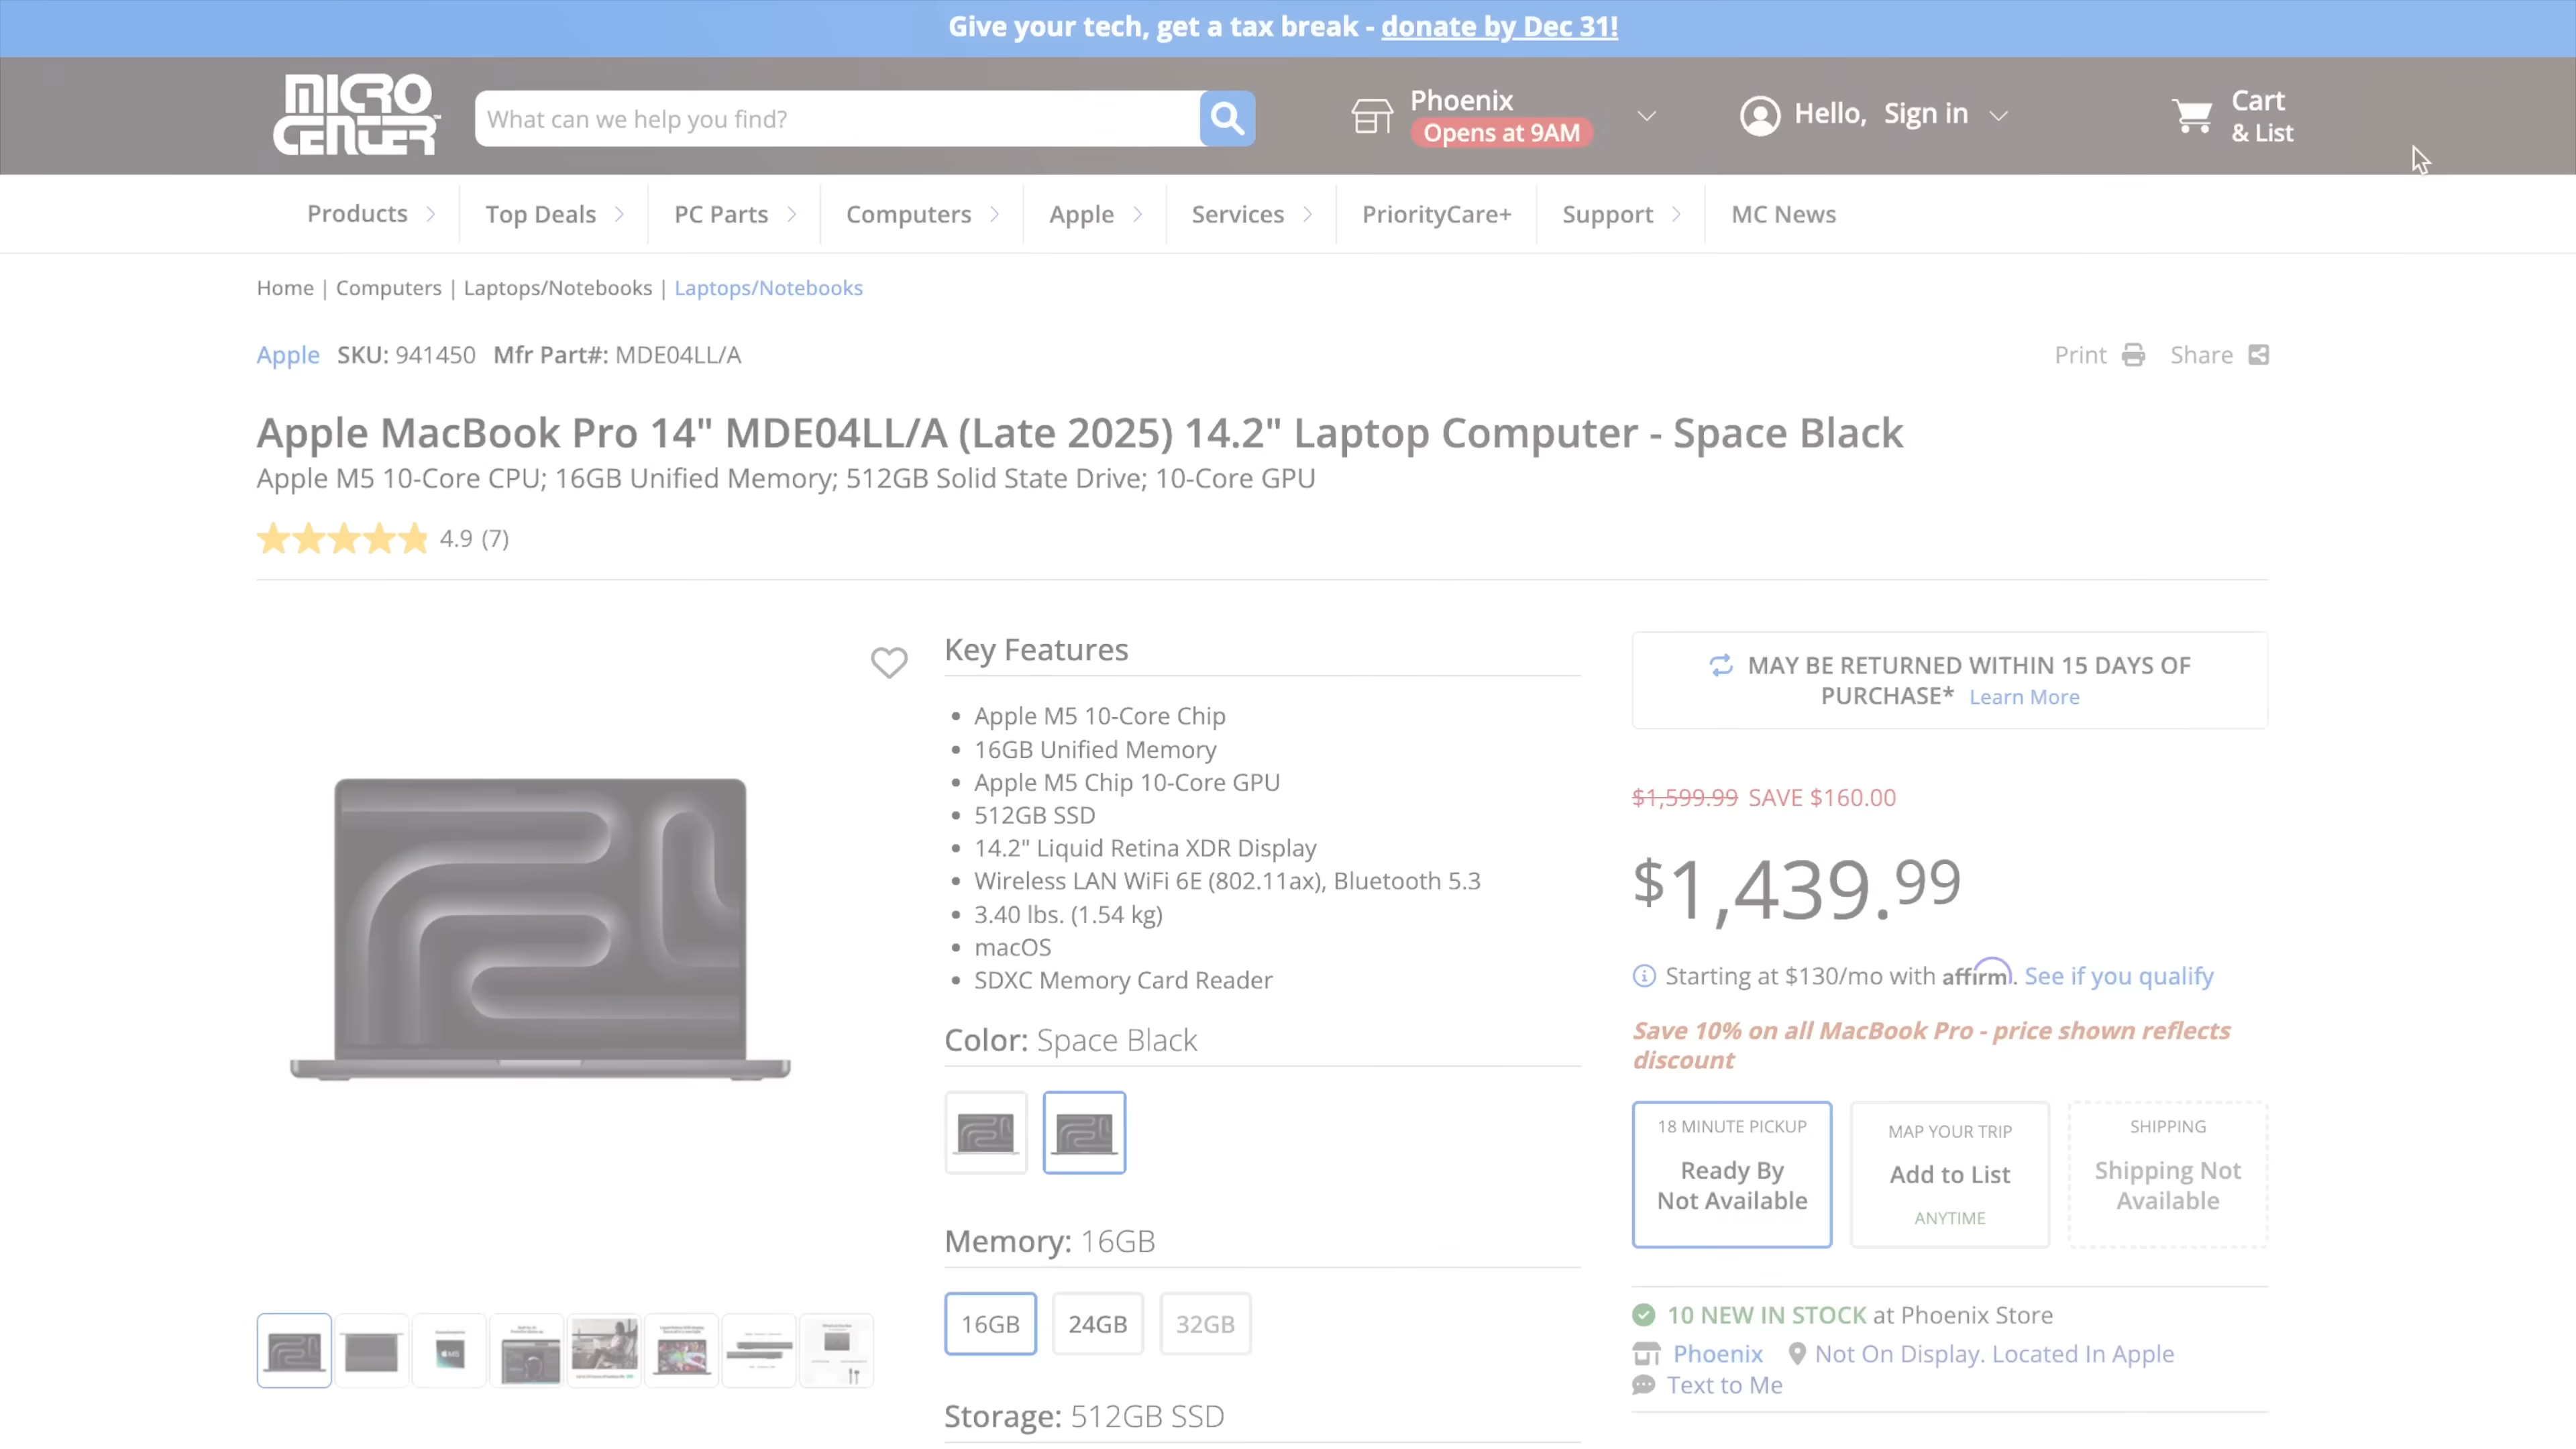 Give your tech, get a tax break - donate by Dec 31!
MICRO
CENTER
What can we help you find?
Phoenix
Opens at 9AM
Hello, Sign in
Cart
& List
Products
Top Deals
PC Parts
Computers
Apple
Services
PriorityCare+
Support
MC News
Home | Computers | Laptops/Notebooks | Laptops/Notebooks
Apple SKU: 941450 Mfr Part#: MDE04LL/A
Print
Share
Apple MacBook Pro 14" MDE04LL/A (Late 2025) 14.2" Laptop Computer - Space Black
Apple M5 10-Core CPU; 16GB Unified Memory; 512GB Solid State Drive; 10-Core GPU
4.9 (7)
Key Features
• Apple M5 10-Core Chip
• 16GB Unified Memory
• Apple M5 Chip 10-Core GPU
• 512GB SSD
• 14.2" Liquid Retina XDR Display
• Wireless LAN WiFi 6E (802.11ax), Bluetooth 5.3
• 3.40 lbs. (1.54 kg)
• macOS
• SDXC Memory Card Reader
Color: Space Black
Memory: 16GB
16GB
24GB
32GB
Storage: 512GB SSD
MAY BE RETURNED WITHIN 15 DAYS OF
PURCHASE* Learn More
$1,599.99 SAVE $160.00
$1,439.99
Starting at $130/mo with affirm. See if you qualify
Save 10% on all MacBook Pro - price shown reflects
discount
18 MINUTE PICKUP
Ready By
Not Available
MAP YOUR TRIP
Add to List
ANYTIME
SHIPPING
Shipping Not
Available
10 NEW IN STOCK at Phoenix Store
Phoenix Not On Display. Located In Apple
Text to Me